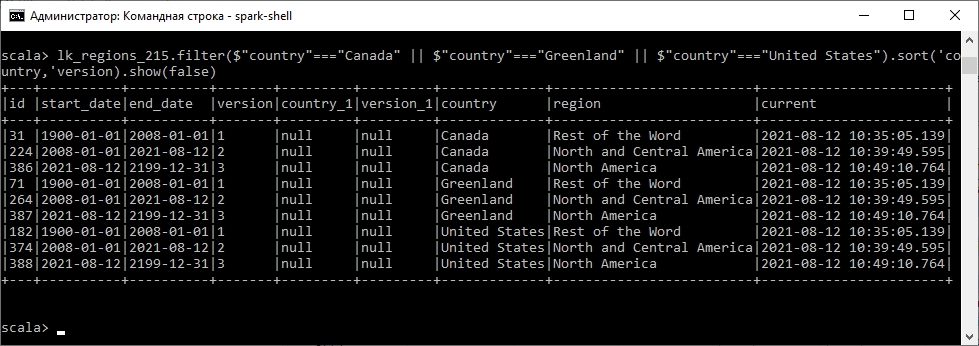 Администратор: Командная строка - spark-shell
scala> lk_regions_215.filter($"country"==="Canada" || $"country"==="Greenland" || $"country"==="United States").sort('co
untry,'version).show(false)
+---+----------+----------+-------+---------+---------+-------------+-------------------------+-----------------------+
|id |start_date|end_date  |version|country_1|version_1|country      |region                   |current                |
+---+----------+----------+-------+---------+---------+-------------+-------------------------+-----------------------+
|31 |1900-01-01|2008-01-01|1      |null     |null     |Canada       |Rest of the Word         |2021-08-12 10:35:05.139|
|224|2008-01-01|2021-08-12|2      |null     |null     |Canada       |North and Central America|2021-08-12 10:39:49.595|
|386|2021-08-12|2199-12-31|3      |null     |null     |Canada       |North America            |2021-08-12 10:49:10.764|
|71 |1900-01-01|2008-01-01|1      |null     |null     |Greenland    |Rest of the Word         |2021-08-12 10:35:05.139|
|264|2008-01-01|2021-08-12|2      |null     |null     |Greenland    |North and Central America|2021-08-12 10:39:49.595|
|387|2021-08-12|2199-12-31|3      |null     |null     |Greenland    |North America            |2021-08-12 10:49:10.764|
|182|1900-01-01|2008-01-01|1      |null     |null     |United States|Rest of the Word         |2021-08-12 10:35:05.139|
|374|2008-01-01|2021-08-12|2      |null     |null     |United States|North and Central America|2021-08-12 10:39:49.595|
|388|2021-08-12|2199-12-31|3      |null     |null     |United States|North America            |2021-08-12 10:49:10.764|
+---+----------+----------+-------+---------+---------+-------------+-------------------------+-----------------------+
scala>